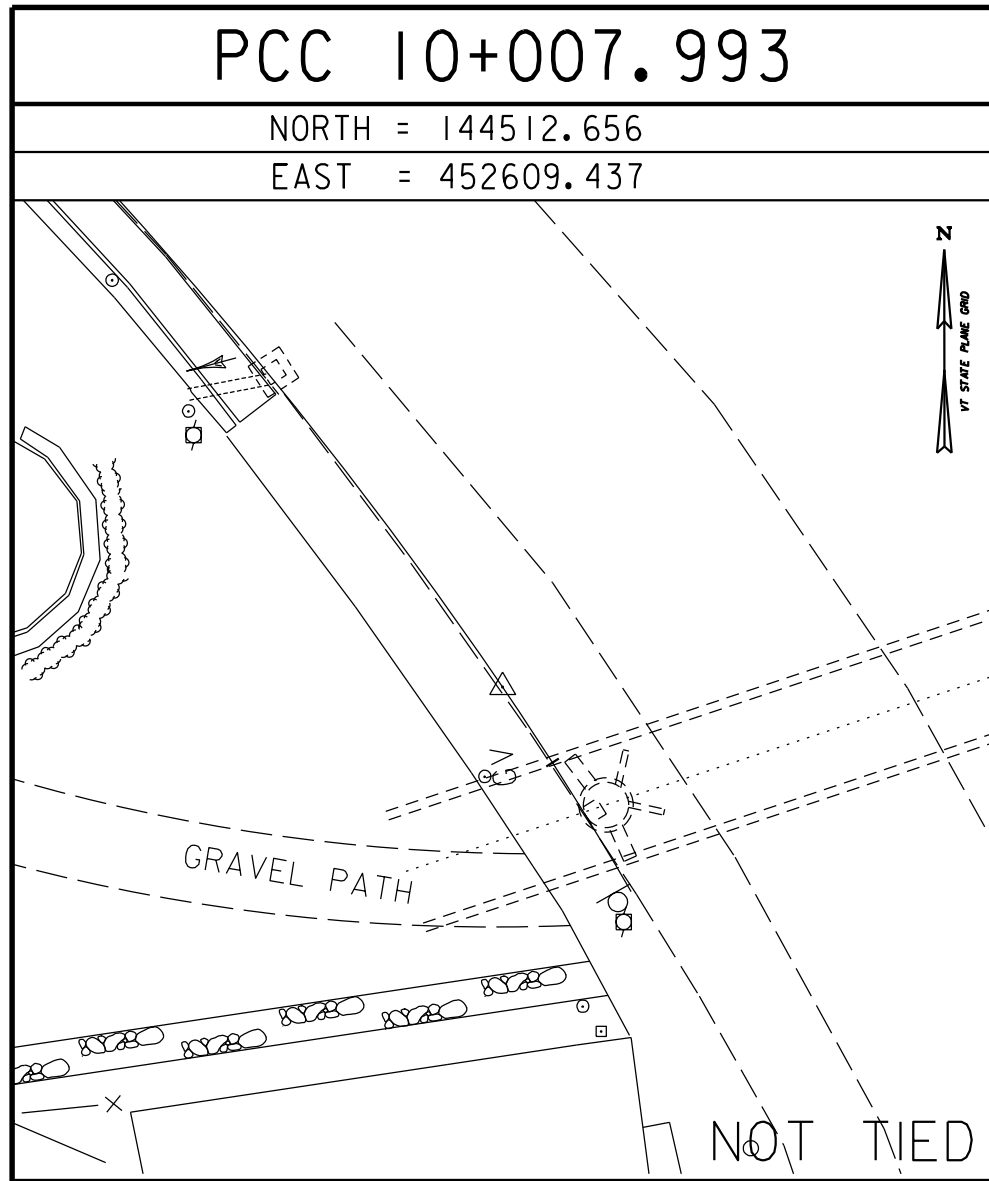 PCC 10+007.993
NORTH = 144512.656
EAST = 452609.437
N
VT STATE PLANE GRID
GRAVEL PATH
NOT TIED